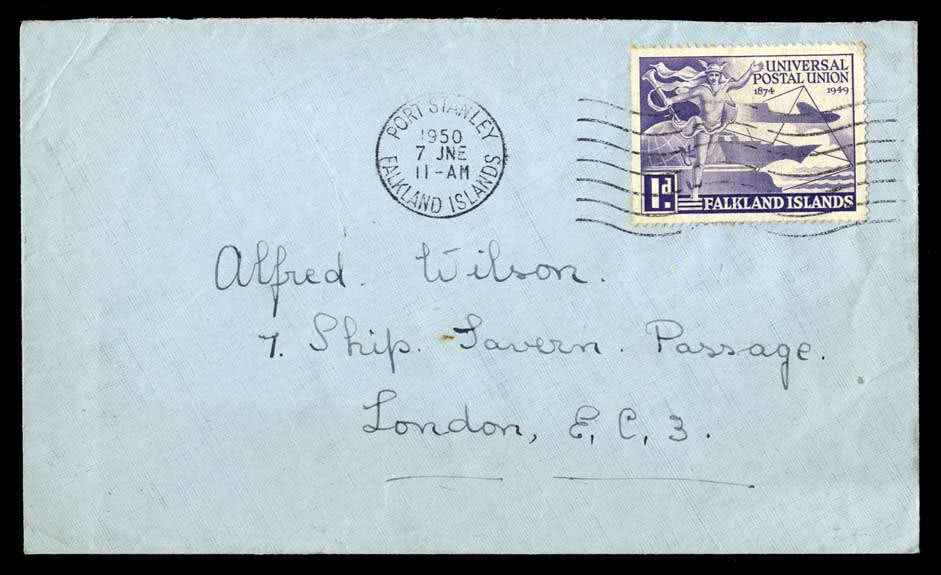 PORT STANLEY
1950
7 JNE
11-AM
FALKLAND ISLANDS
UNIVERSAL
POSTAL UNION
1874 1949
1d.
FALKLAND ISLANDS
Alfred. Wilson.
7. Ship. Tavern. Passage.
London, E, C, 3.